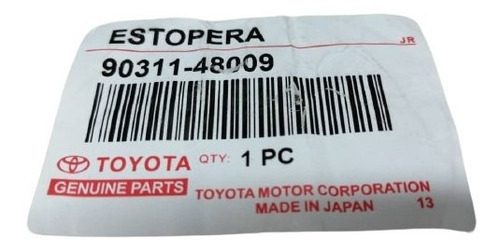 ESTOPERA
JR
90311-48009
TOYOTA QTY: 1 PC
GENUINE PARTS
TOYOTA MOTOR CORPORATION
MADE IN JAPAN 13